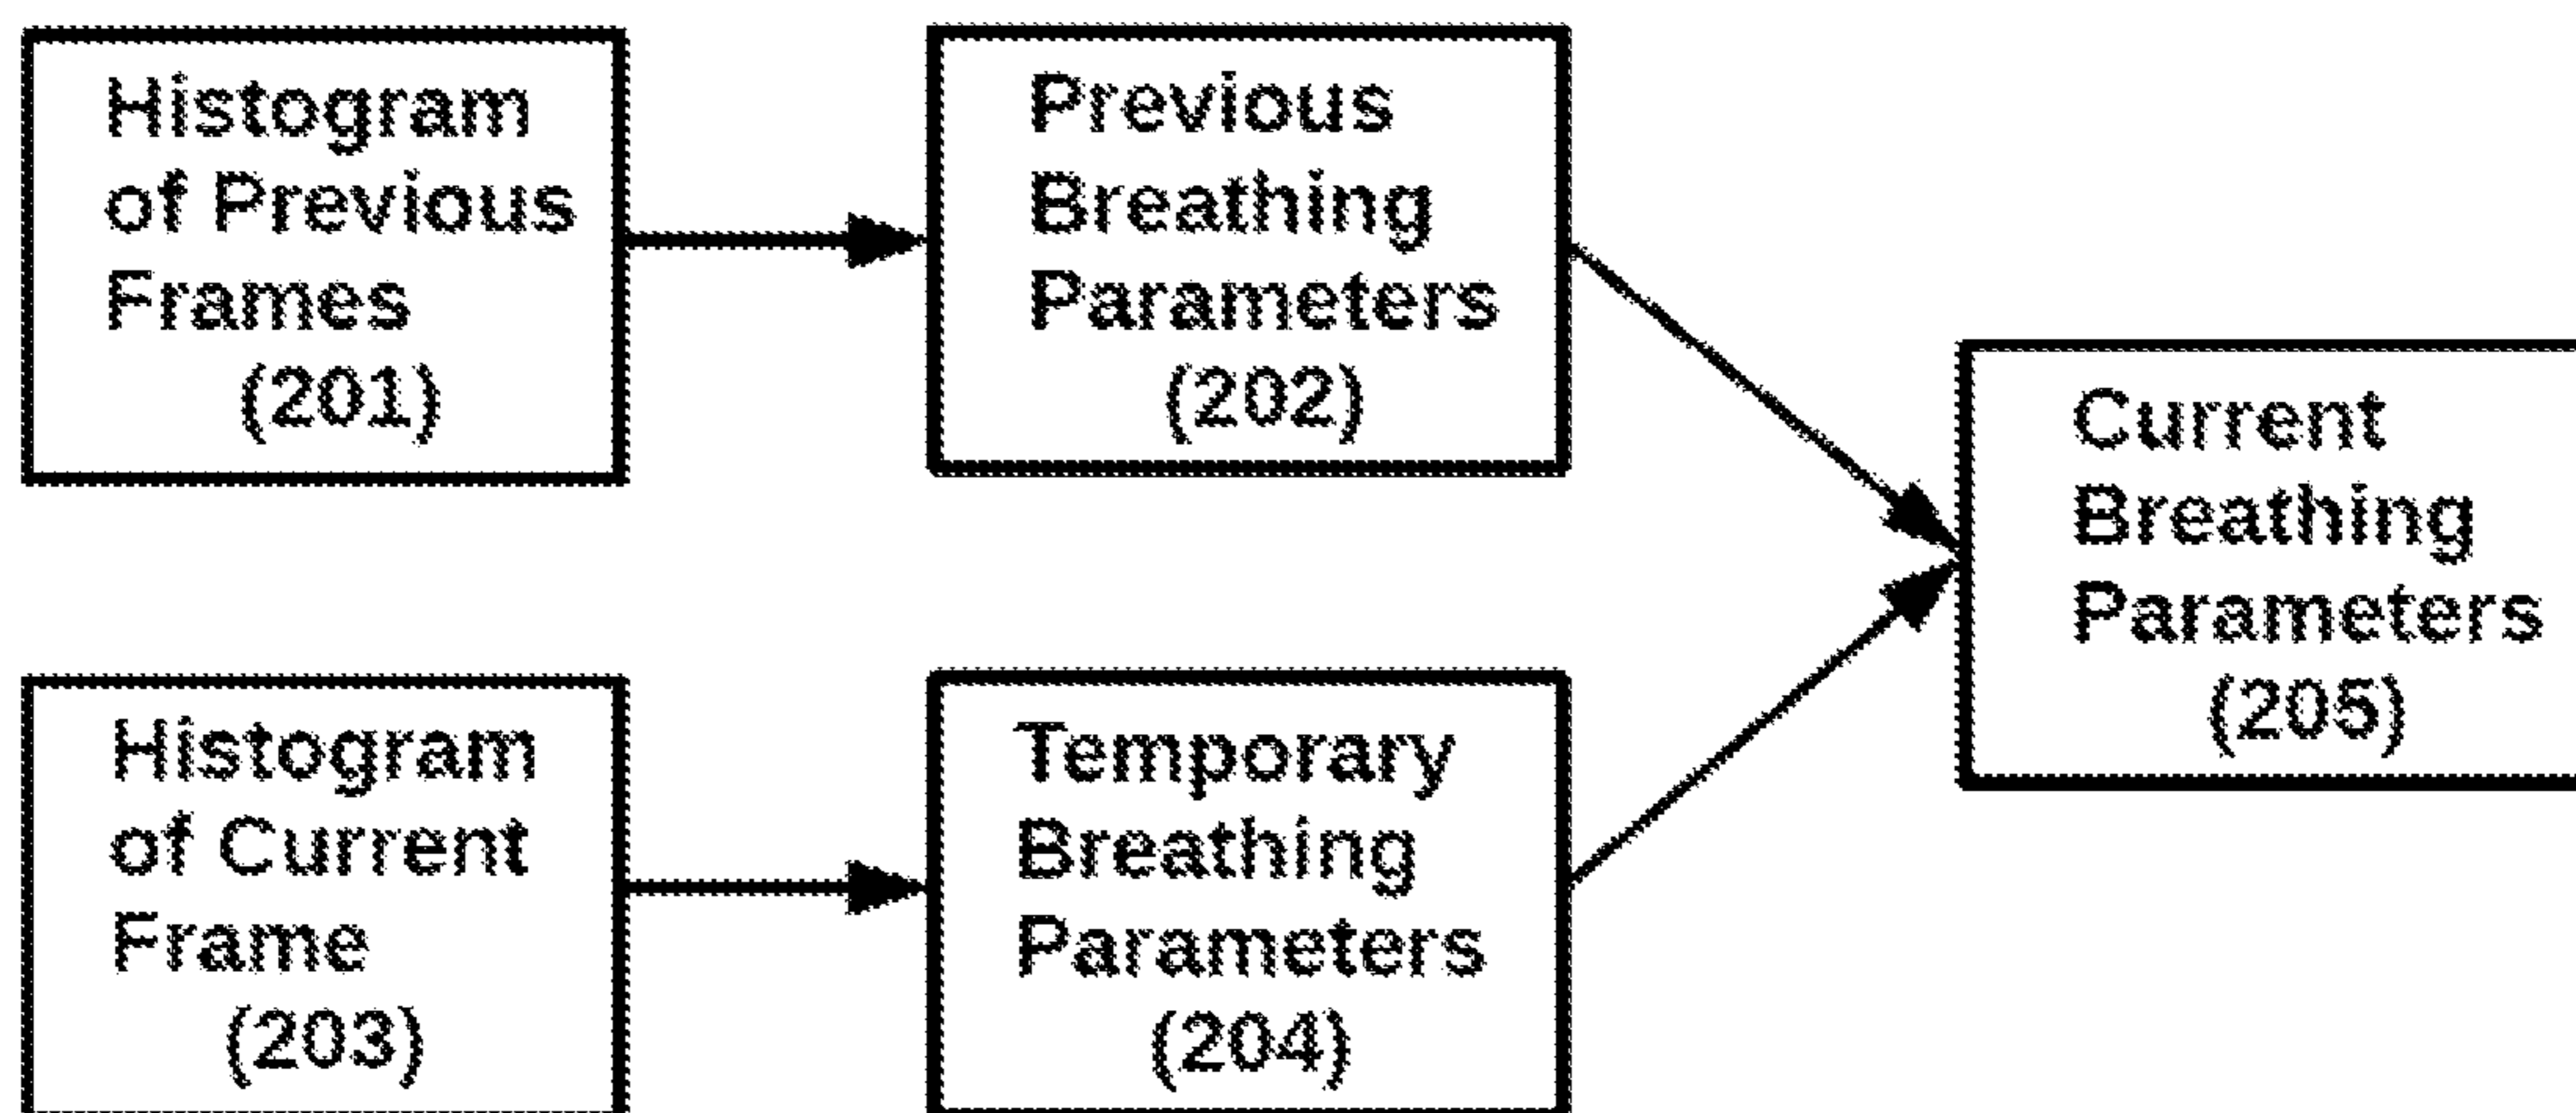 Histogram
of Previous
Frames
(201)
Previous
Breathing
Parameters
(202)
Current
Breathing
Parameters
(205)
Histogram
of Current
Frame
(203)
Temporary
Breathing
Parameters
(204)